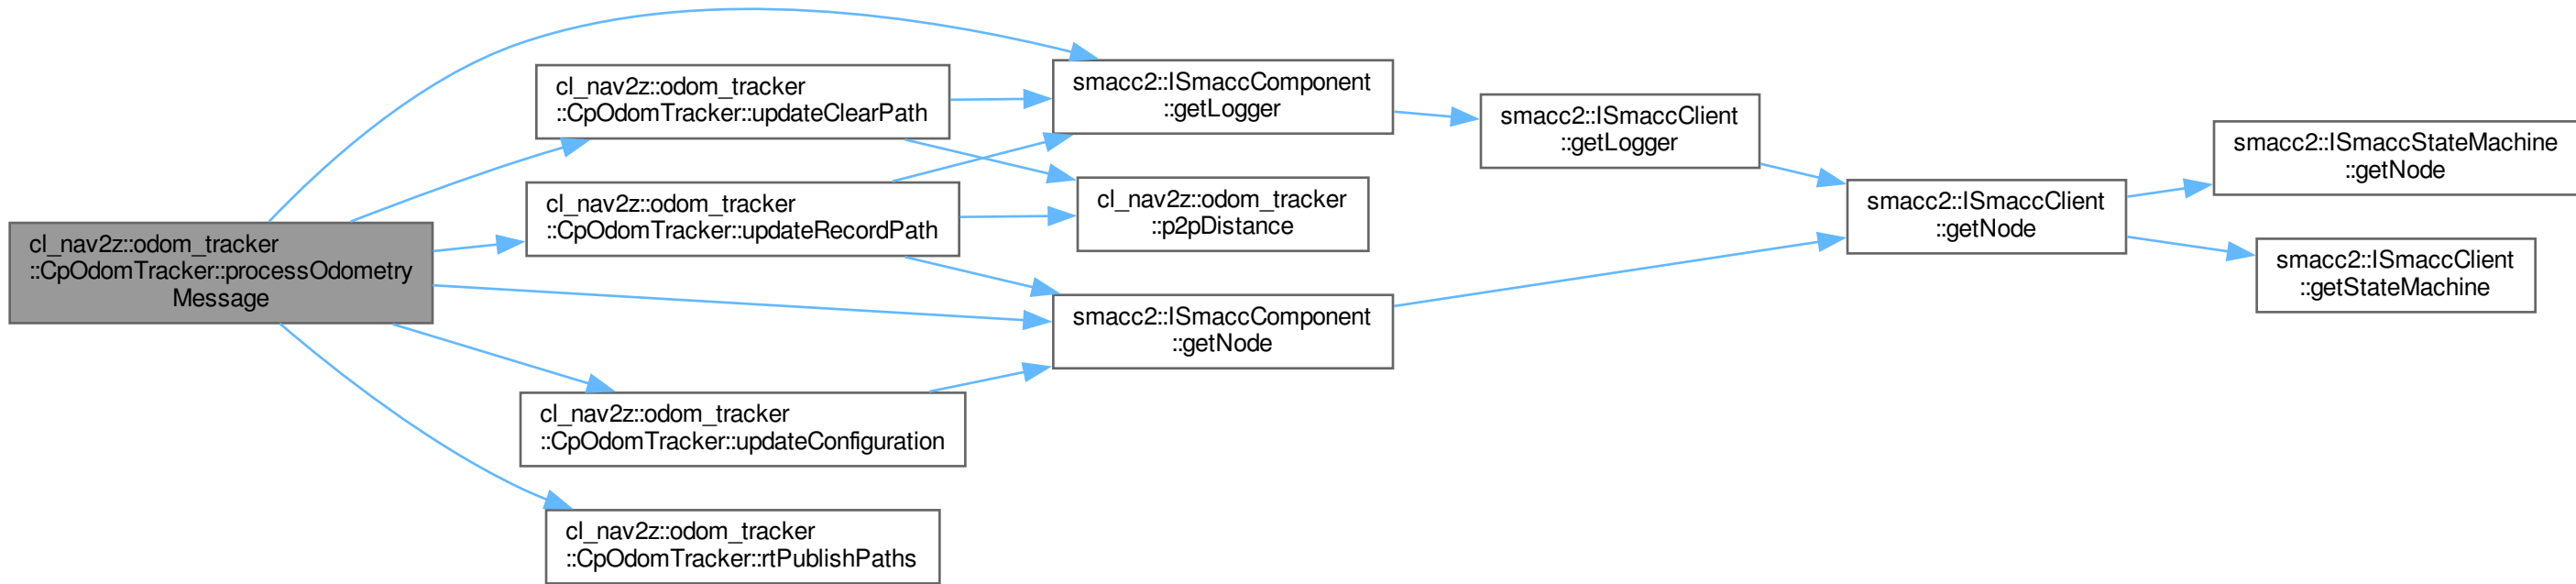 cl_nav2z::odom_tracker
::CpOdomTracker::processOdometry
Message
cl_nav2z::odom_tracker
::CpOdomTracker::updateClearPath
cl_nav2z::odom_tracker
::CpOdomTracker::updateRecordPath
cl_nav2z::odom_tracker
::CpOdomTracker::updateConfiguration
cl_nav2z::odom_tracker
::CpOdomTracker::rtPublishPaths
smacc2::ISmaccComponent
::getLogger
cl_nav2z::odom_tracker
::p2pDistance
smacc2::ISmaccComponent
::getNode
smacc2::ISmaccClient
::getLogger
smacc2::ISmaccClient
::getNode
smacc2::ISmaccStateMachine
::getNode
smacc2::ISmaccClient
::getStateMachine